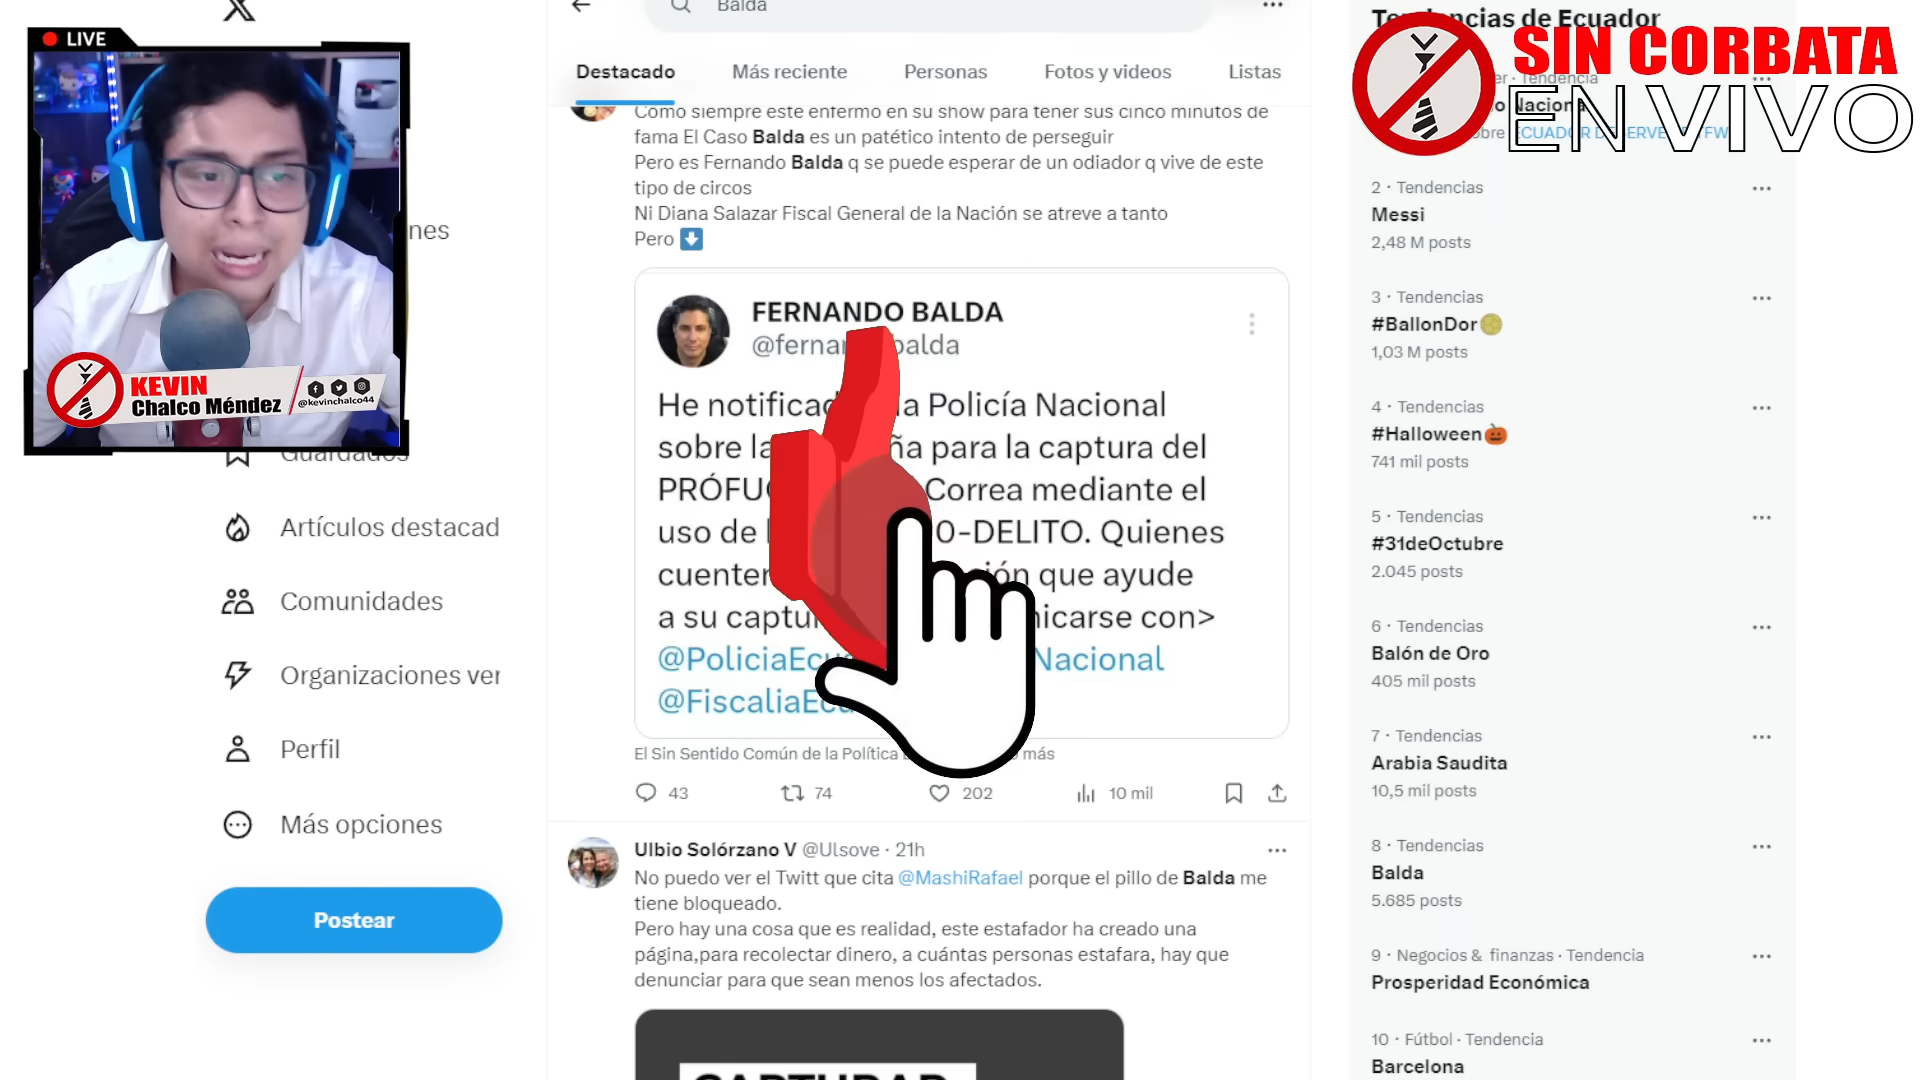 LIVE
KEVIN
Chalco Méndez
@kevinchalco44
nes
Guardados
Artículos destacad
Comunidades
Organizaciones ver
Perfil
Más opciones
Postear
Balda
Destacado
Más reciente
Personas
Fotos y videos
Listas
Como siempre este enfermo en su show para tener sus cinco minutos de
fama El Caso Balda es un patético intento de perseguir
Pero es Fernando Balda q se puede esperar de un odiador q vive de este
tipo de circos
Ni Diana Salazar Fiscal General de la Nación se atreve a tanto
Pero ⬇️
FERNANDO BALDA
@ferna balda
He notificad a Policía Nacional
sobre la ña para la captura del
PRÓFU Correa mediante el
uso de O-DELITO. Quienes
cuenten ión que ayude
a su captu nicarse con>
@PoliciaEcu Nacional
@FiscaliaEcu
El Sin Sentido Común de la Política más
43
74
202
10 mil
Ulbio Solórzano V @Ulsove · 21h
No puedo ver el Twitt que cita @MashiRafael porque el pillo de Balda me
tiene bloqueado.
Pero hay una cosa que es realidad, este estafador ha creado una
página,para recolectar dinero, a cuántas personas estafara, hay que
denunciar para que sean menos los afectados.
Tendencias de Ecuador
SIN CORBATA
EN VIVO
er · Tendencia
o Naciona
obre ECUADOR D
2 · Tendencias
Messi
2,48 M posts
3 · Tendencias
#BallonDor
1,03 M posts
4 · Tendencias
#Halloween🎃
741 mil posts
5 · Tendencias
#31deOctubre
2.045 posts
6 · Tendencias
Balón de Oro
405 mil posts
7 · Tendencias
Arabia Saudita
10,5 mil posts
8 · Tendencias
Balda
5.685 posts
9 · Negocios & finanzas · Tendencia
Prosperidad Económica
10 · Fútbol · Tendencia
Barcelona